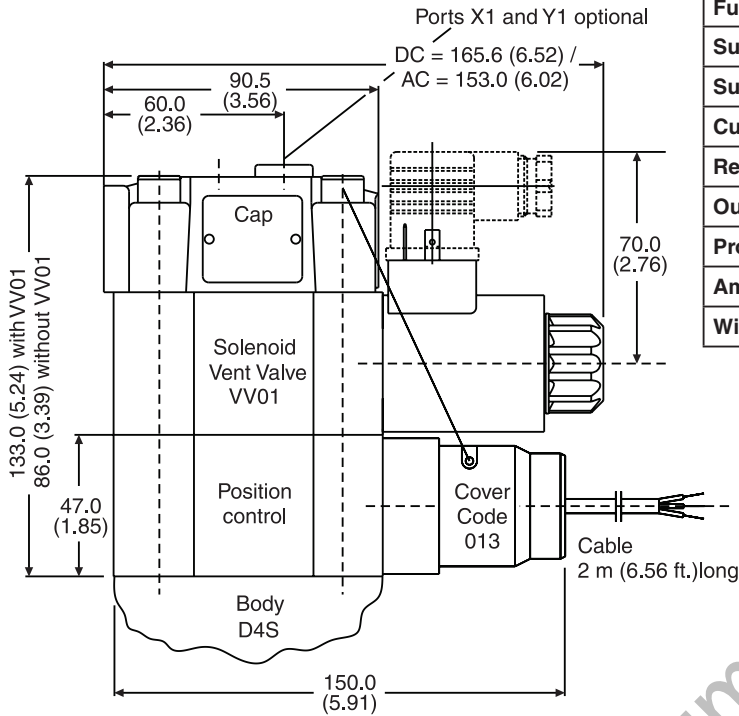 Ports X1 and Y1 optional
DC = 165.6 (6.52) /
AC = 153.0 (6.02)
90.5
(3.56)
60.0
(2.36)
Cap
70.0
(2.76)
133.0 (5.24) with VV01
86.0 (3.39) without VV01
Solenoid
Vent Valve
VV01
47.0
(1.85)
Position
control
Cover
Code
013
Cable
2 m (6.56 ft.)long
Body
D4S
150.0
(5.91)
Fu
Su
Su
Cu
Re
Ou
Pro
Am
Wi